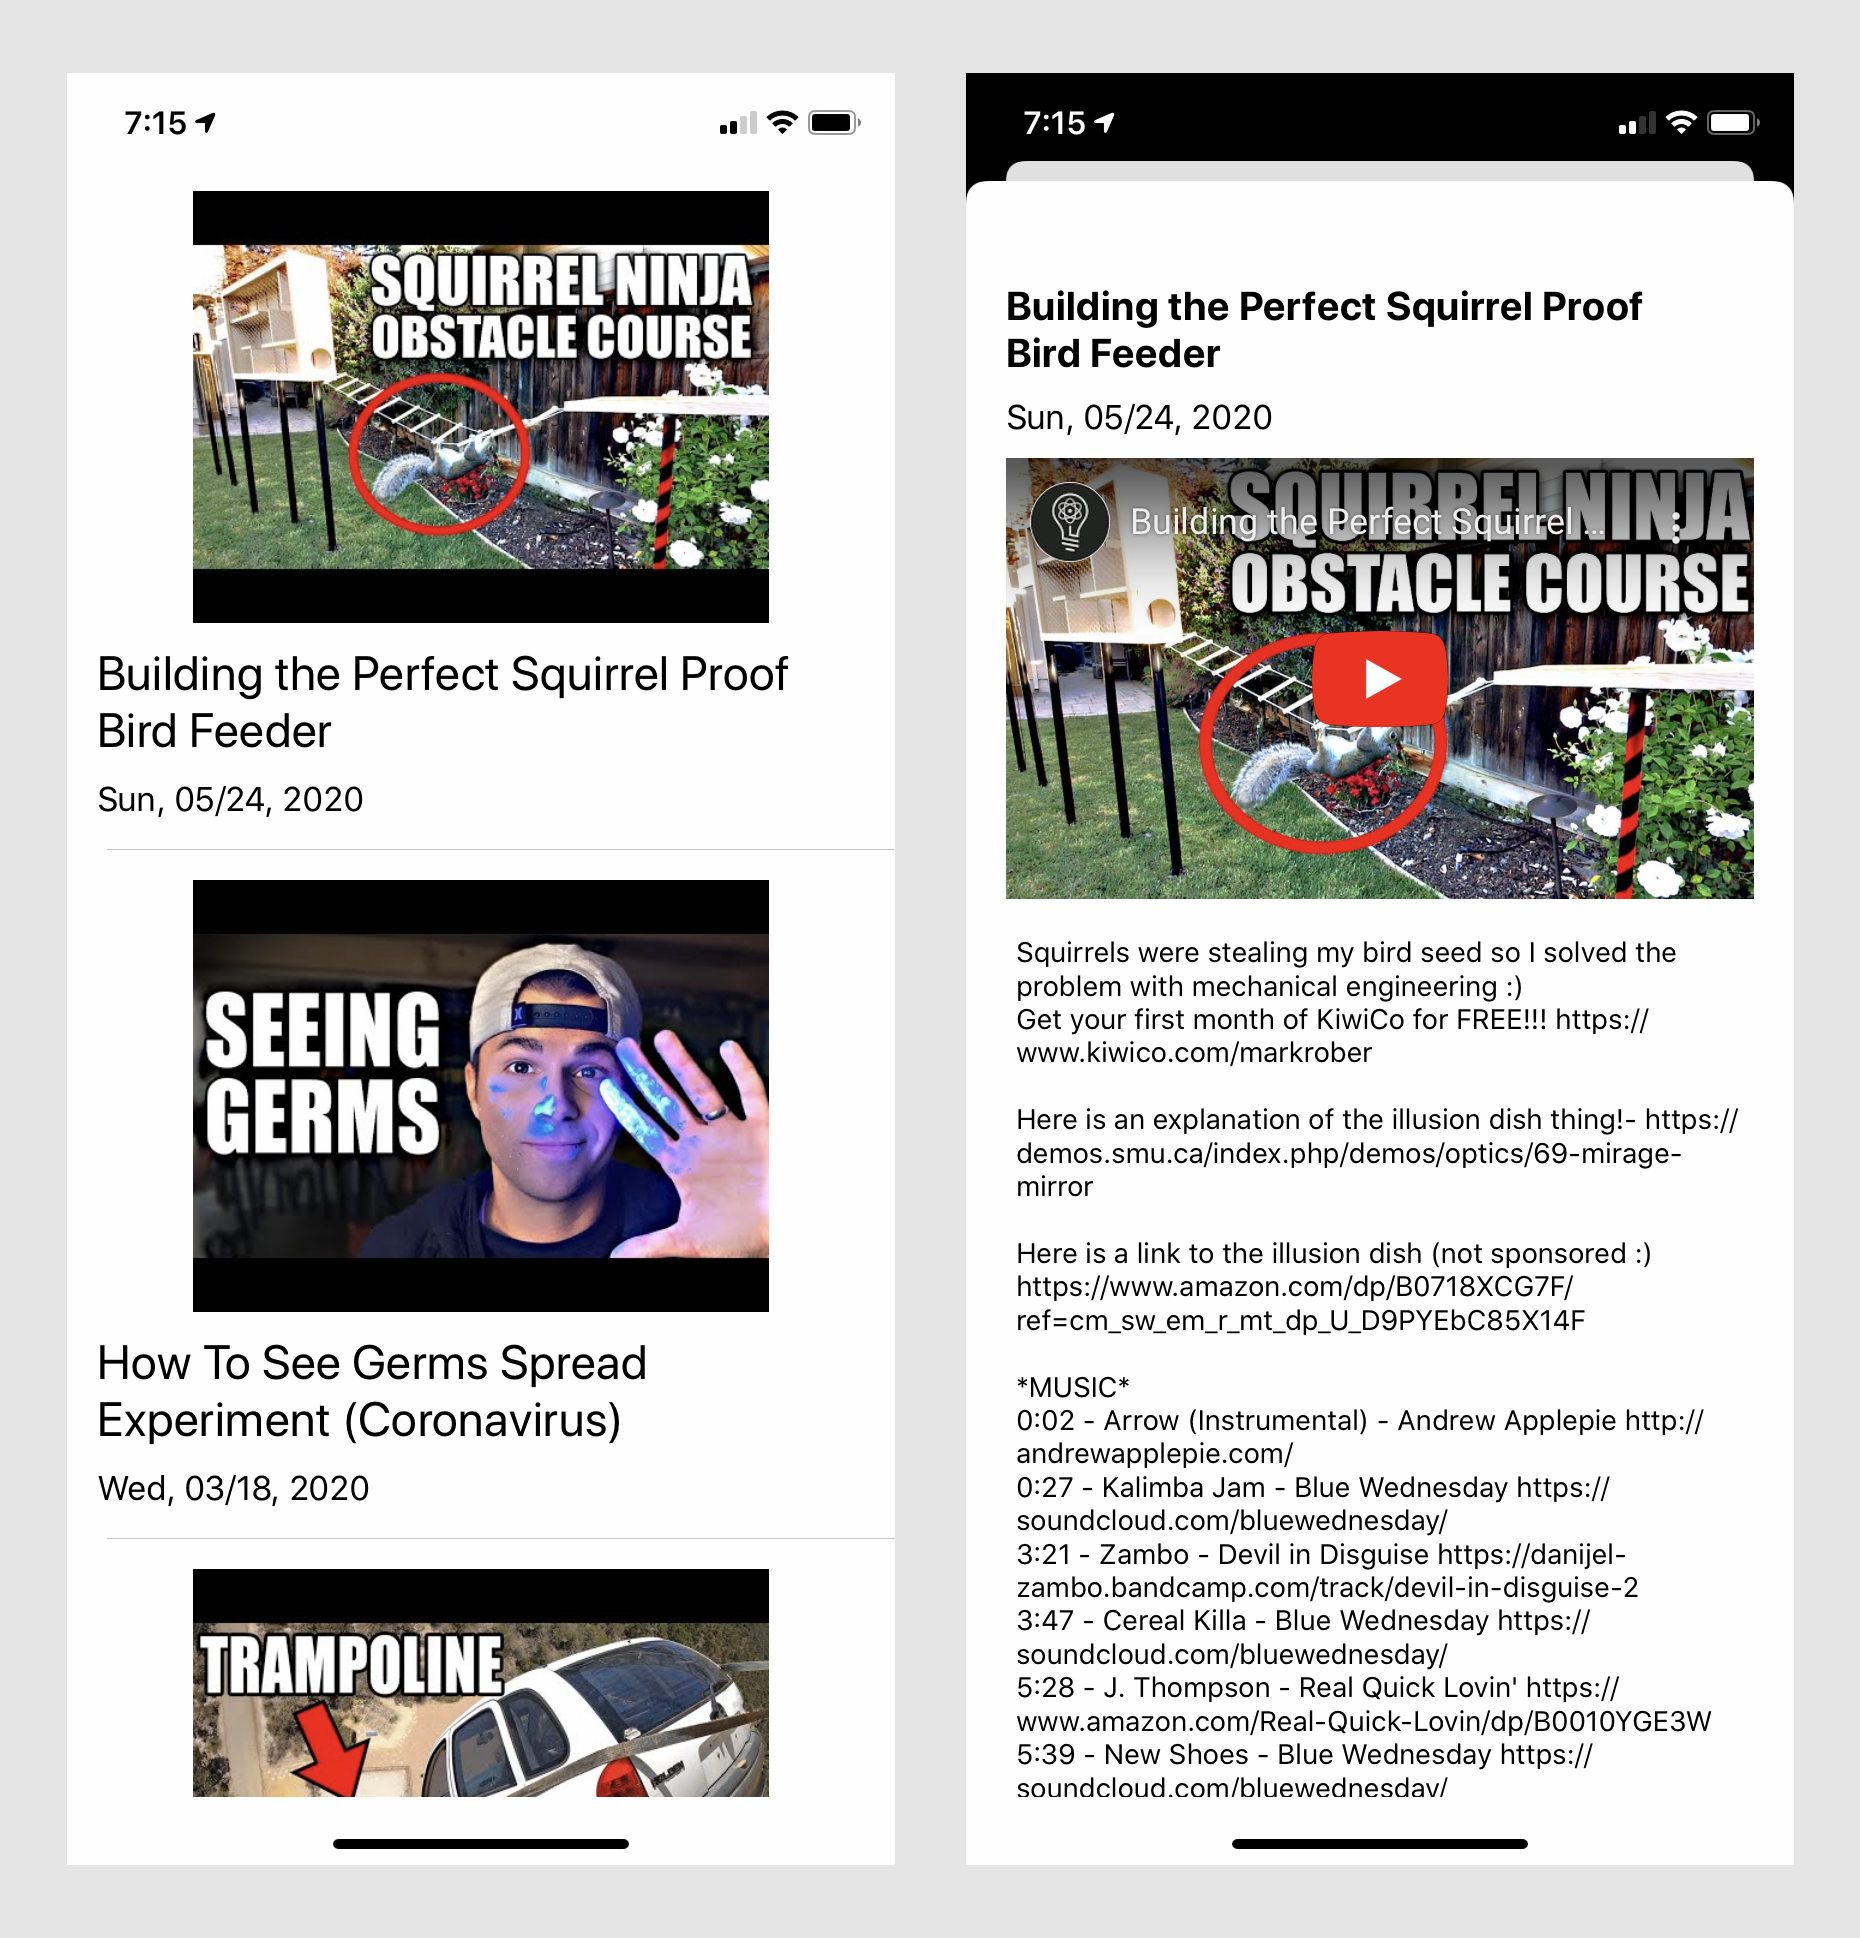 7:15
SQUIRREL NINJA
OBSTACLE COURSE
Building the Perfect Squirrel Proof
Bird Feeder
Sun, 05/24, 2020
SEEING
GERMS
How To See Germs Spread
Experiment (Coronavirus)
Wed, 03/18, 2020
TRAMPOLINE
HOLDEN
7:15
Building the Perfect Squirrel Proof
Bird Feeder
Sun, 05/24, 2020
SQUIRREL NINJA
Building the Perfect Squirrel ...
OBSTACLE COURSE
Squirrels were stealing my bird seed so I solved the
problem with mechanical engineering :)
Get your first month of KiwiCo for FREE!!! https://
www.kiwico.com/markrober
Here is an explanation of the illusion dish thing!- https://
demos.smu.ca/index.php/demos/optics/69-mirage-
mirror
Here is a link to the illusion dish (not sponsored :)
https://www.amazon.com/dp/B0718XCG7F/
ref=cm_sw_em_r_mt_dp_U_D9PYEbC85X14F
*MUSIC*
0:02 - Arrow (Instrumental) - Andrew Applepie http://
andrewapplepie.com/
0:27 - Kalimba Jam - Blue Wednesday https://
soundcloud.com/bluewednesday/
3:21 - Zambo - Devil in Disguise https://danijel-
zambo.bandcamp.com/track/devil-in-disguise-2
3:47 - Cereal Killa - Blue Wednesday https://
soundcloud.com/bluewednesday/
5:28 - J. Thompson - Real Quick Lovin' https://
www.amazon.com/Real-Quick-Lovin/dp/B0010YGE3W
5:39 - New Shoes - Blue Wednesday https://
soundcloud.com/bluewednesday/